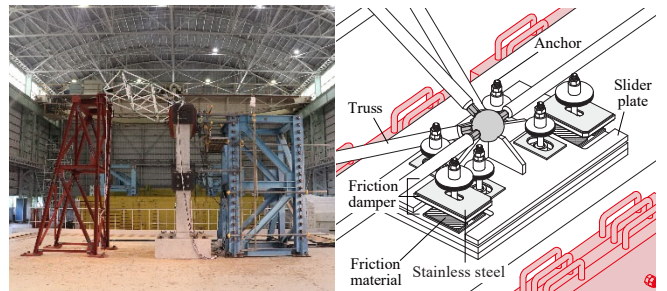 Anchor
Slider
plate
Truss
Friction
damper
Friction
material
Stainless steel